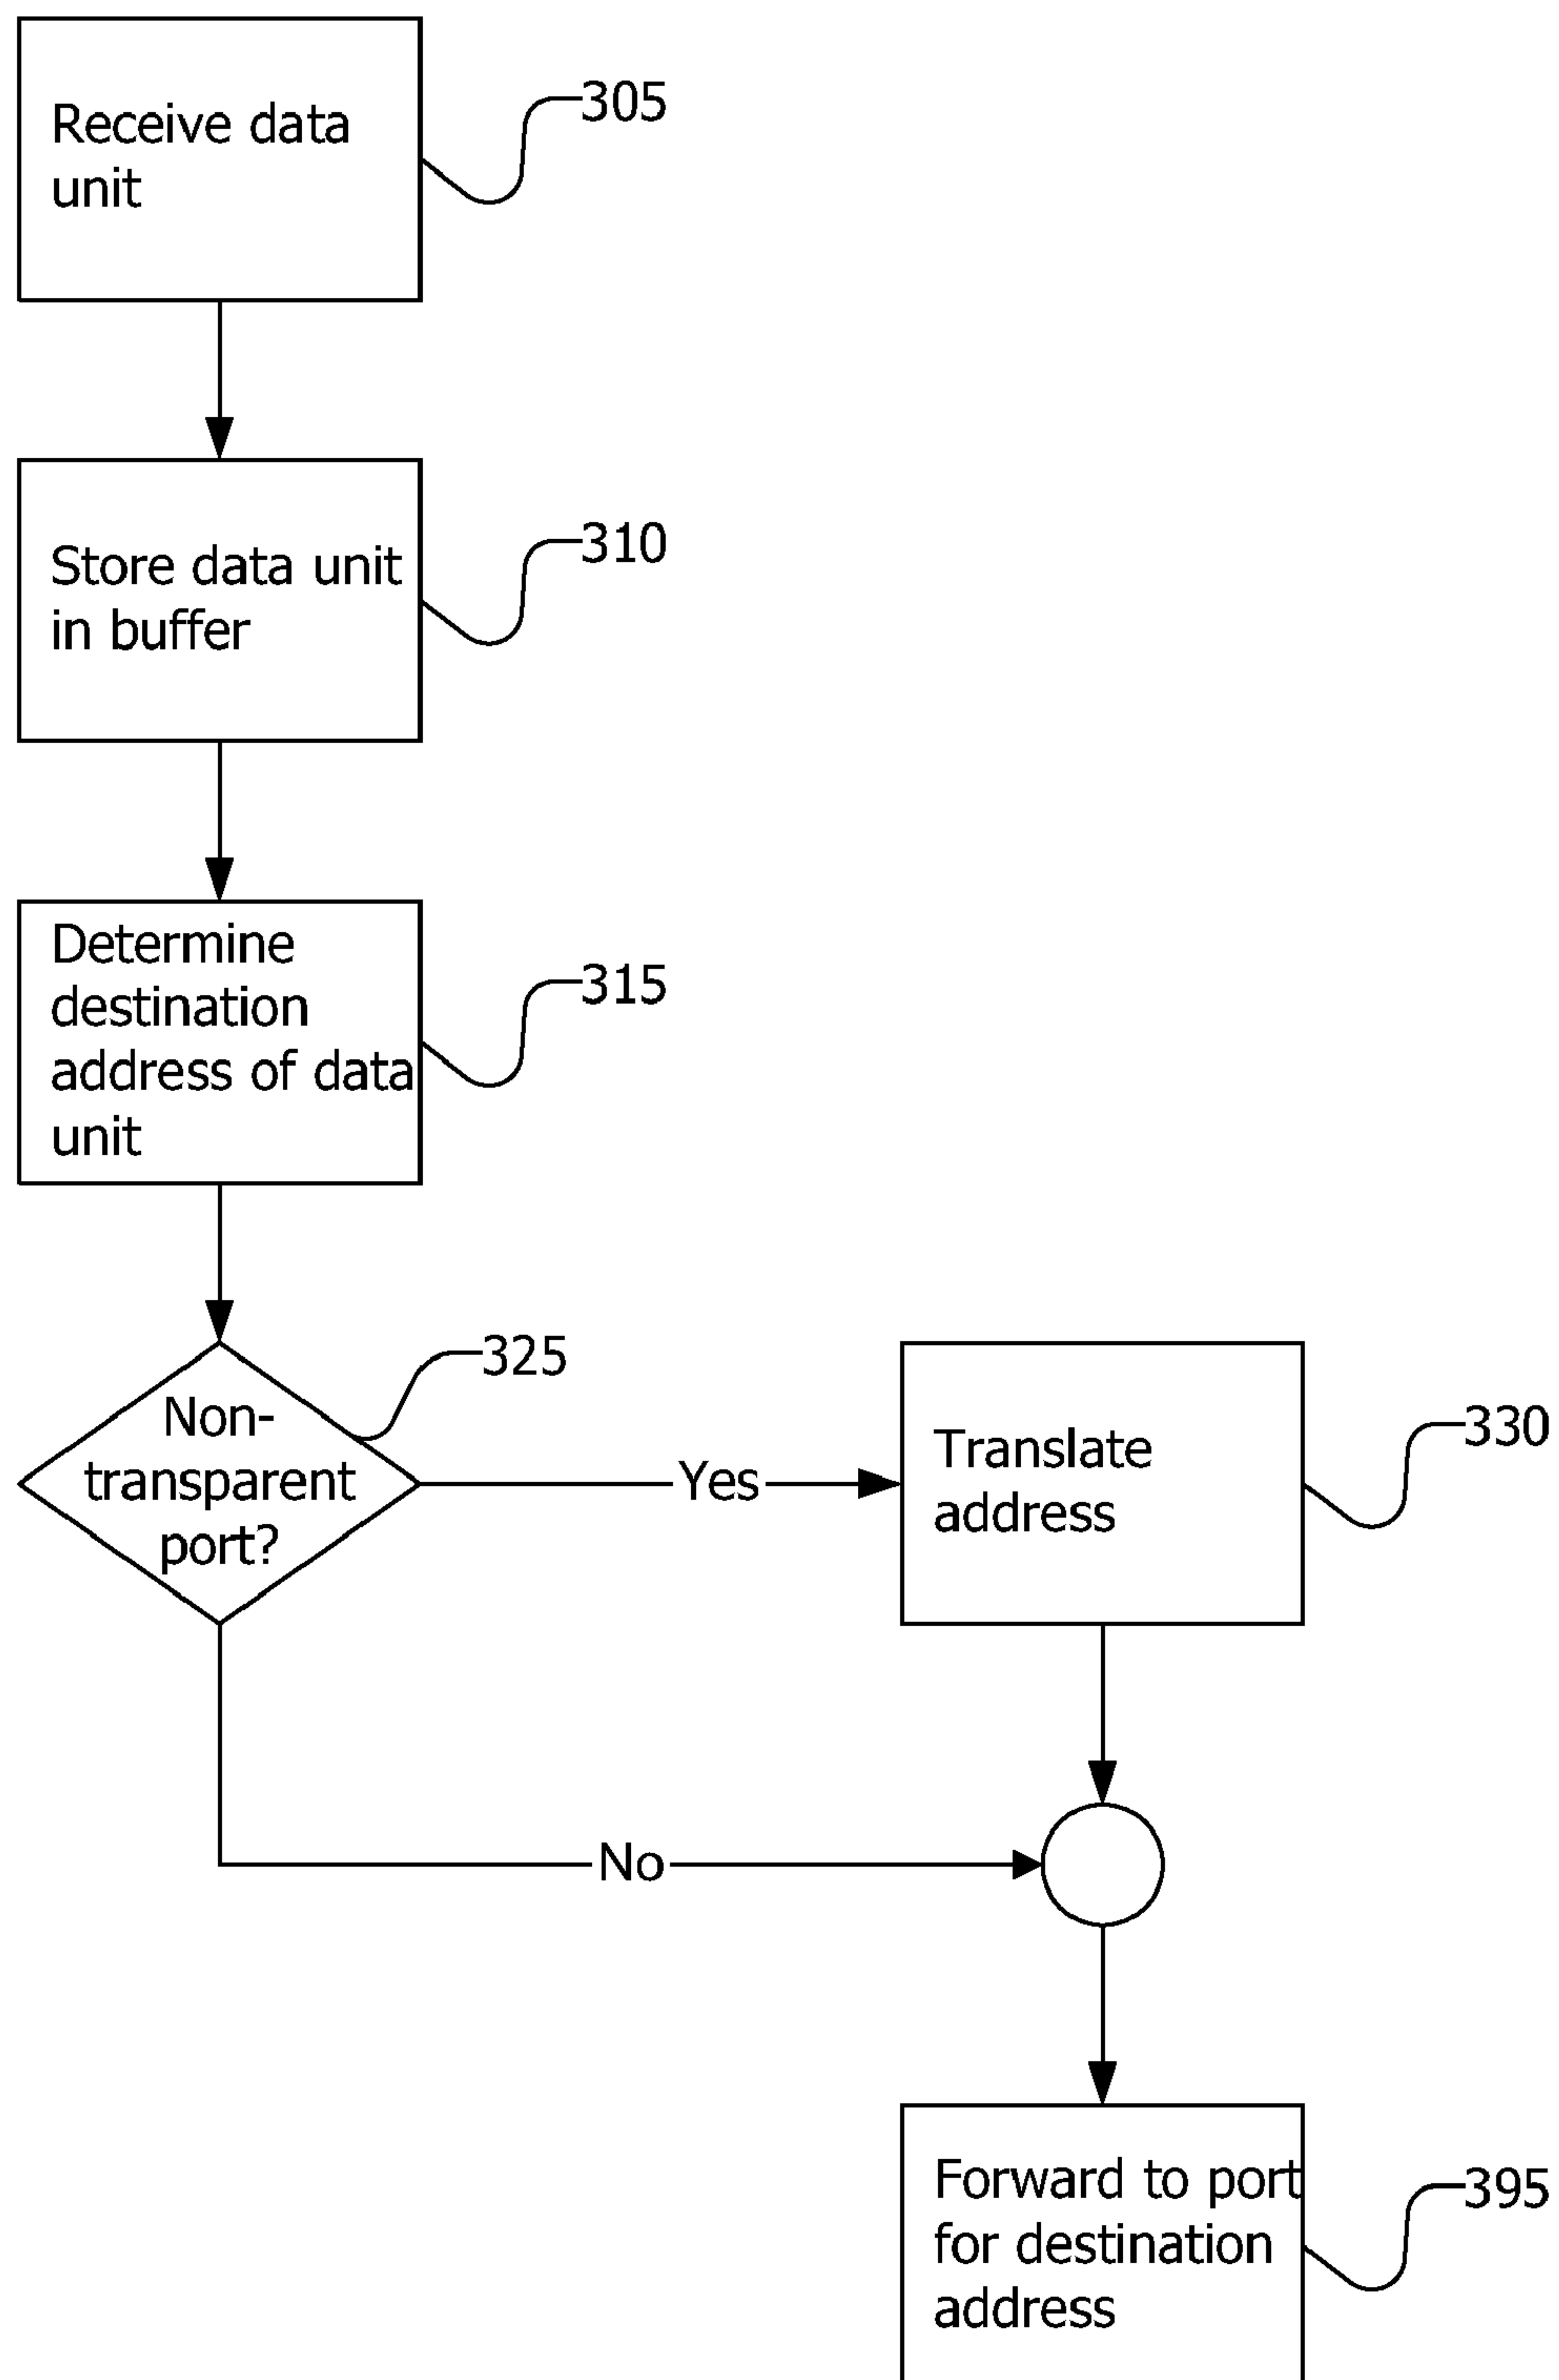 Receive data
unit
305
Store data unit
in buffer
310
Determine
destination
address of data
unit
315
Non-
transparent
port?
325
Yes
Translate
address
330
No
Forward to port
for destination
address
395